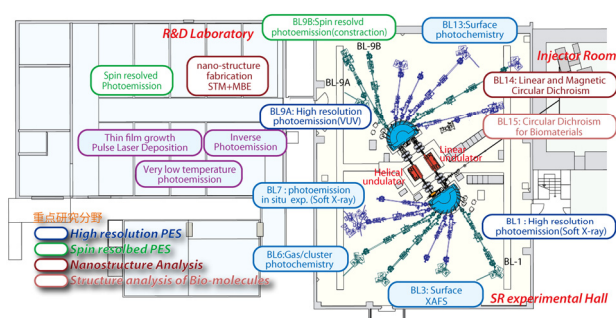 BL9B:Spin resolvd
photoemission(constraction)
BL13:Surface
photochemistry
R&D Laboratory
Injector Room
BL-9B
BL-9A
Spin resolved
Photoemission
nano-structure
fabrication
STM+MBE
BL14: Linear and Magnetic
Circular Dichroism
BL9A: High resolution
photoemission(VUV)
BL15: Circular Dichroism
for Biomaterials
Thin film growth
Pulse Laser Deposition
Inverse
Photoemission
Linear
undulator
Helical
undulator
Very low temperature
photoemission
BL7 : photoemission
in situ exp. (Soft X-ray)
BL1 : High resolution
photoemission(Soft X-ray)
重点研究分野
High resolution PES
Spin resolbed PES
Nanostructure Analysis
Structure analysis of Bio-molecules
BL6:Gas/cluster
photochemistry
BL-1
BL3: Surface
XAFS
SR experimental Hall